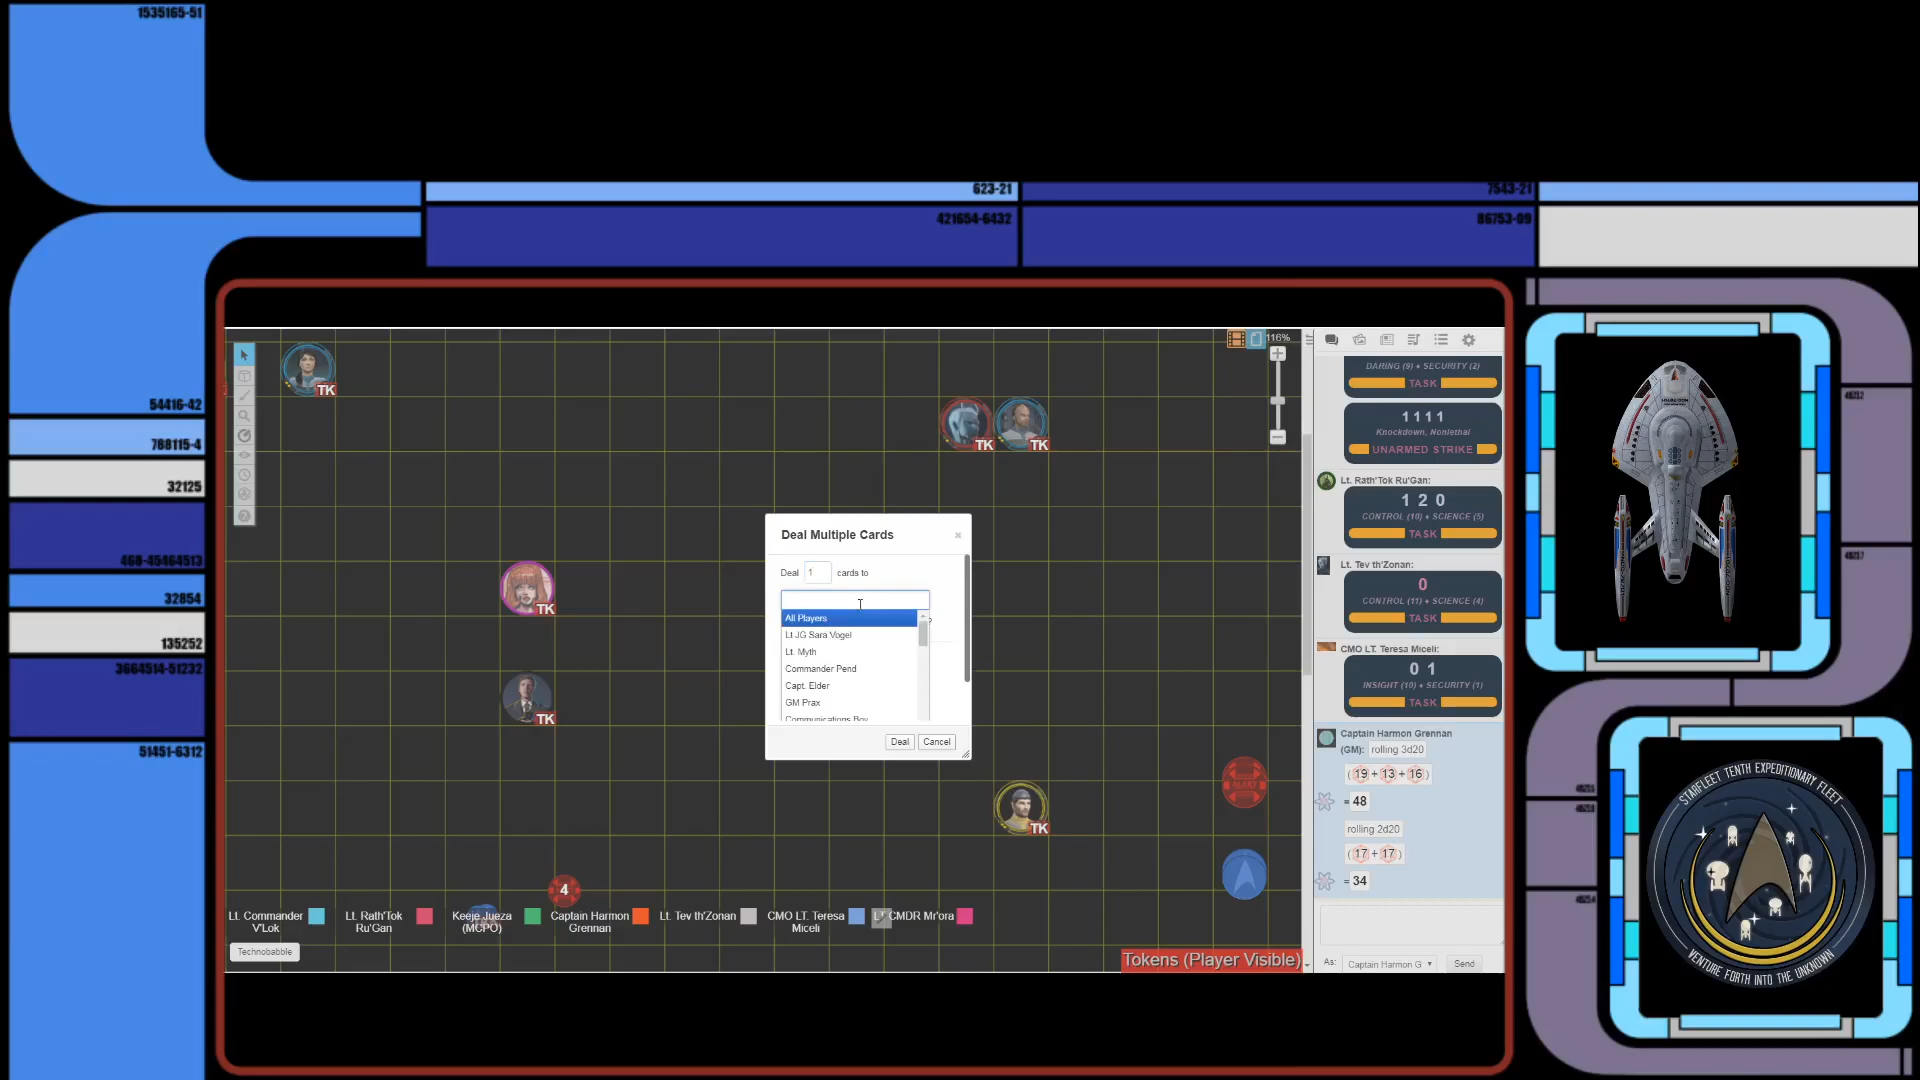 1535165-51
623-21
7543-21
421654-6432
86753-09
54416-42
768115-4
32125
468-45464513
32854
135252
3664514-51232
51451-6312
116%
TK
TK
TK
TK
TK
TK
4
Deal Multiple Cards
×
Deal 1 cards to
All Players
Lt JG Sara Vogel
Lt. Myth
Commander Pend
Capt. Elder
GM Prax
Communications Boy
Deal
Cancel
ALERT
Lt. Commander V'Lok
Lt. Rath'Tok Ru'Gan
Keeje Jueza (MCPO)
Captain Harmon Grennan
Lt. Tev th'Zonan
CMO LT. Teresa Miceli
LT CMDR Mr'ora
Technobabble
Tokens (Player Visible)
DARING (9) ♦ SECURITY (2)
TASK
1 1 1 1
Knockdown, Nonlethal
UNARMED STRIKE
Lt. Rath'Tok Ru'Gan:
1 2 0
CONTROL (10) ♦ SCIENCE (5)
TASK
Lt. Tev th'Zonan:
0
CONTROL (11) ♦ SCIENCE (4)
TASK
CMO LT. Teresa Miceli:
0 1
INSIGHT (10) ♦ SECURITY (1)
TASK
Captain Harmon Grennan
(GM): rolling 3d20
(19+13+16)
=48
rolling 2d20
(17+17)
=34
As:
Captain Harmon G
Send
STARFLEET TENTH EXPEDITIONARY FLEET
VENTURE FORTH INTO THE UNKNOWN